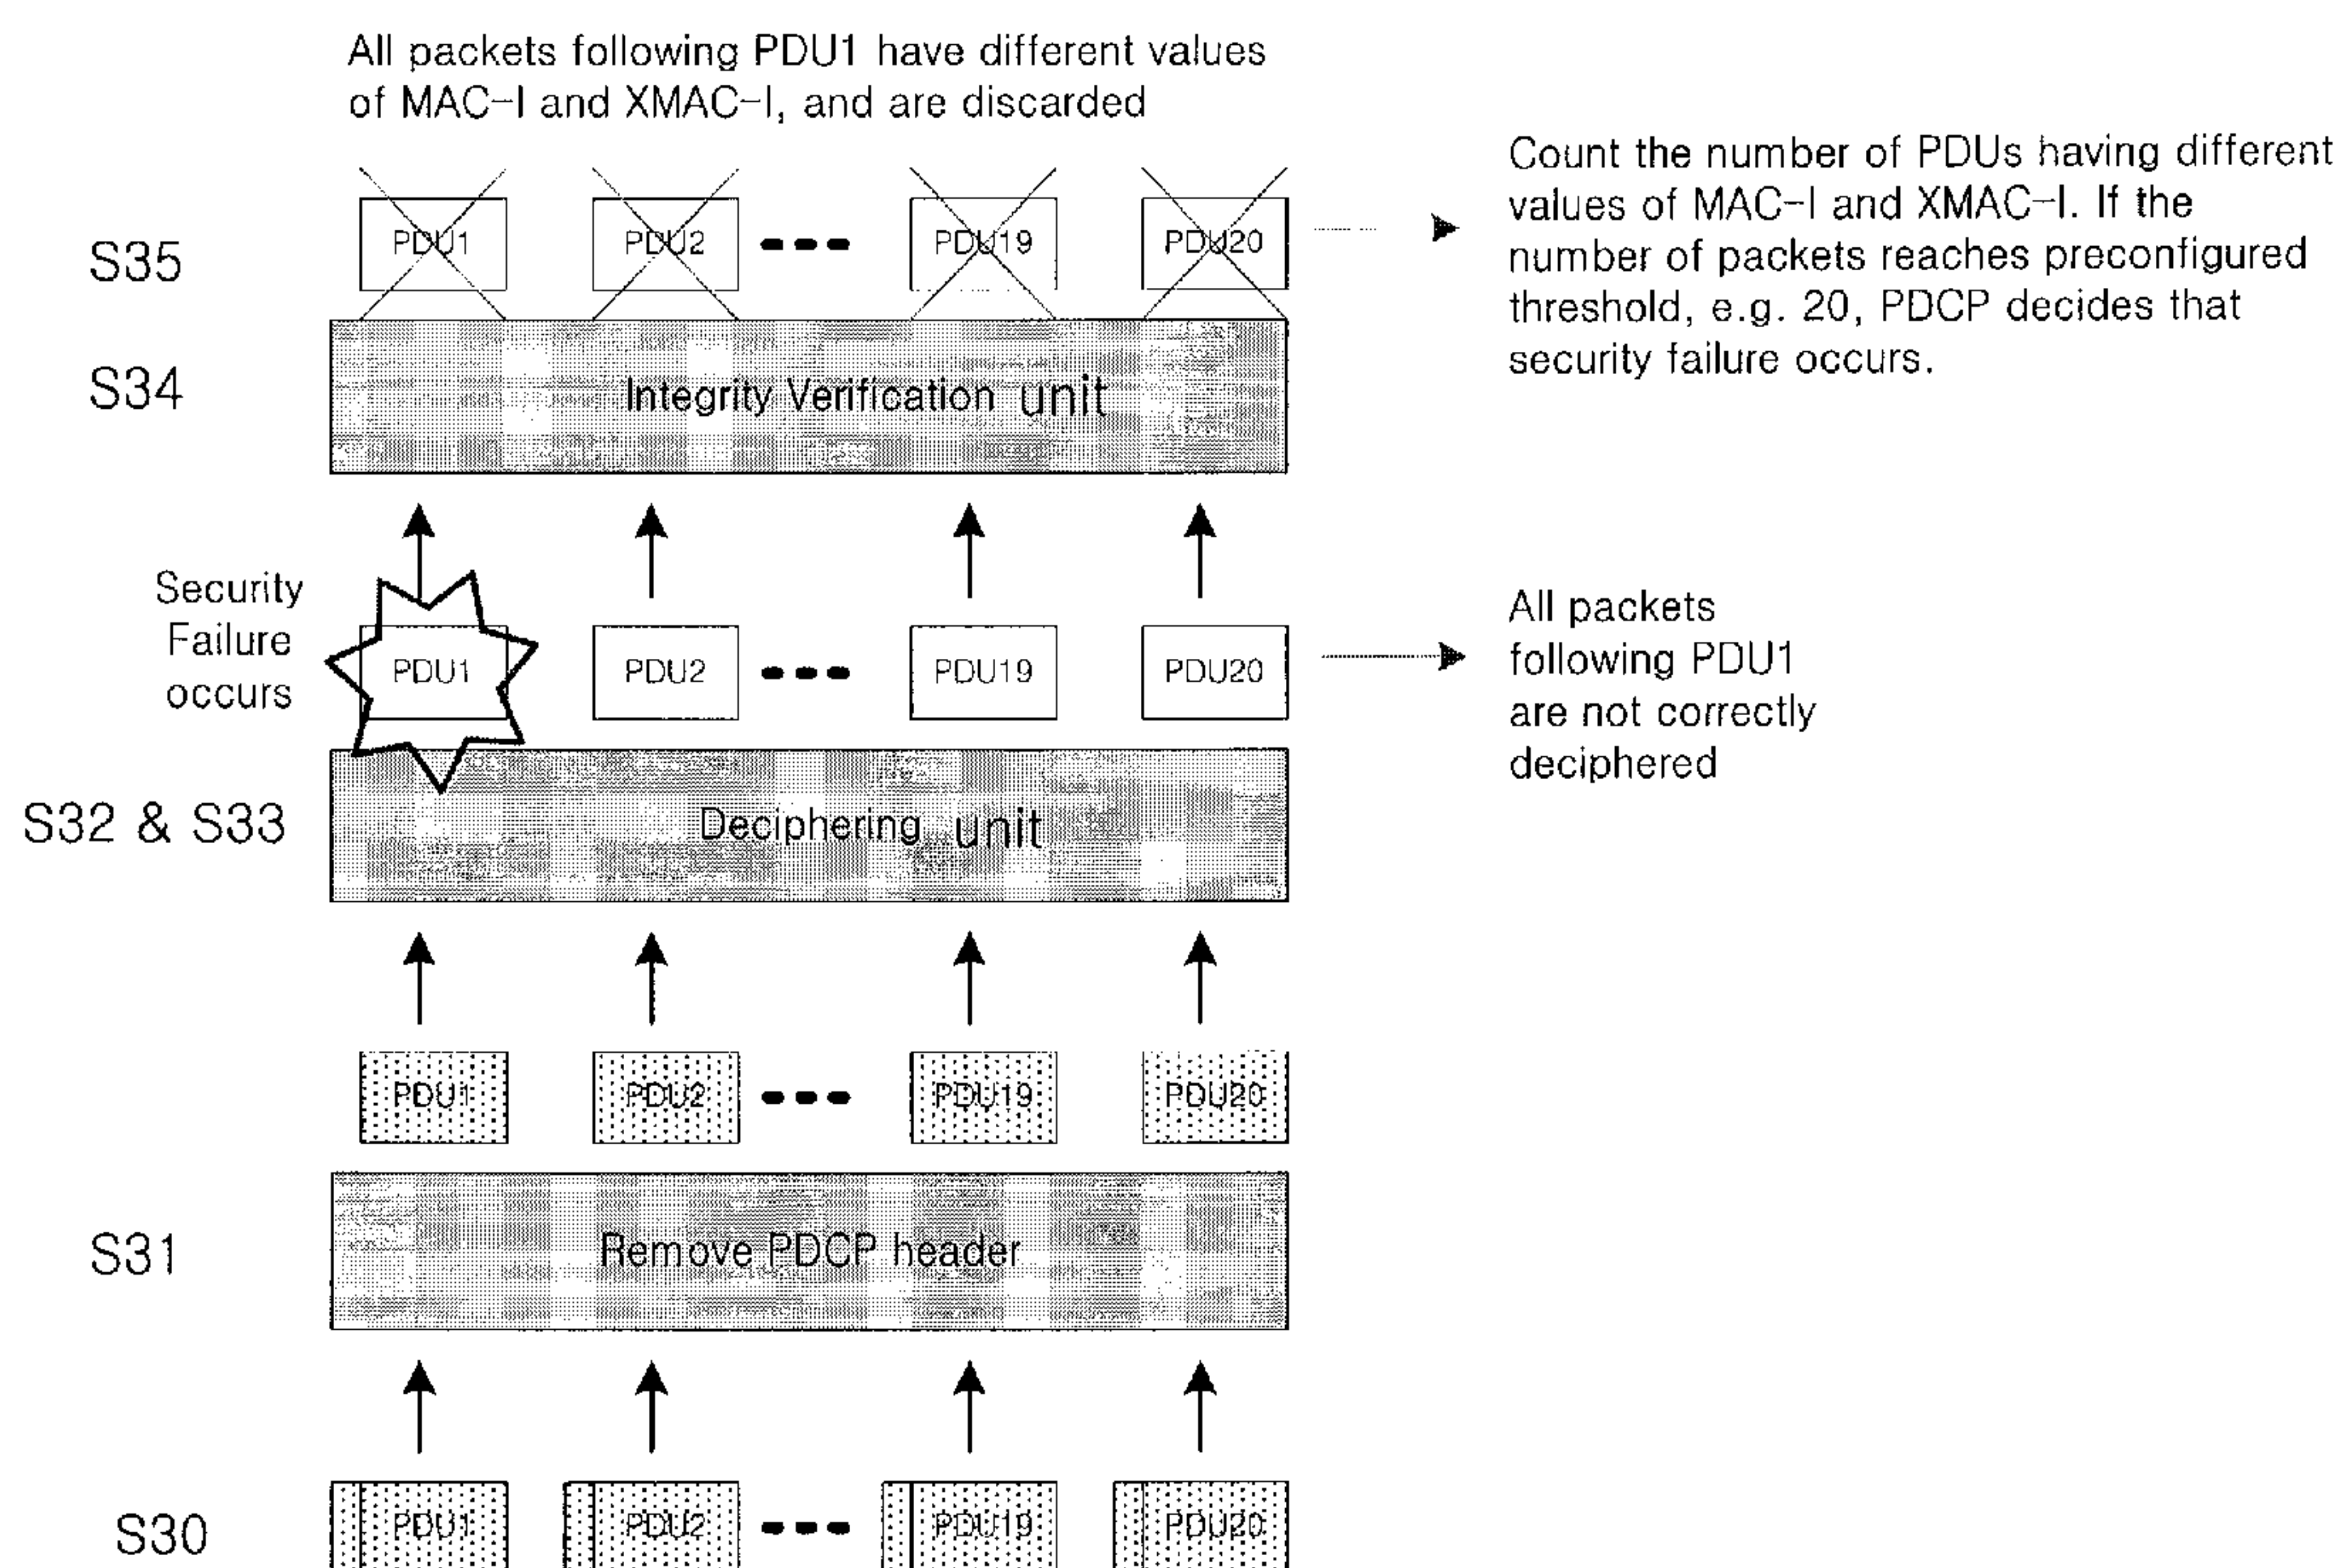 All packets following PDU1 have different values
of MAC-I and XMAC-I, and are discarded
Count the number of PDUs having different
values of MAC-I and XMAC-I. If the
number of packets reaches preconfigured
threshold, e.g. 20, PDCP decides that
security failure occurs.
S35
PDU1 PDU2 PDU19 PDU20
S34
Integrity Verification unit
Security
Failure
occurs
PDU1 PDU2 PDU19 PDU20
All packets
following PDU1
are not correctly
deciphered
S32 & S33
Deciphering unit
PDU1 PDU2 PDU19 PDU20
S31
Remove PDCP header
S30
PDU1 PDU2 PDU19 PDU20